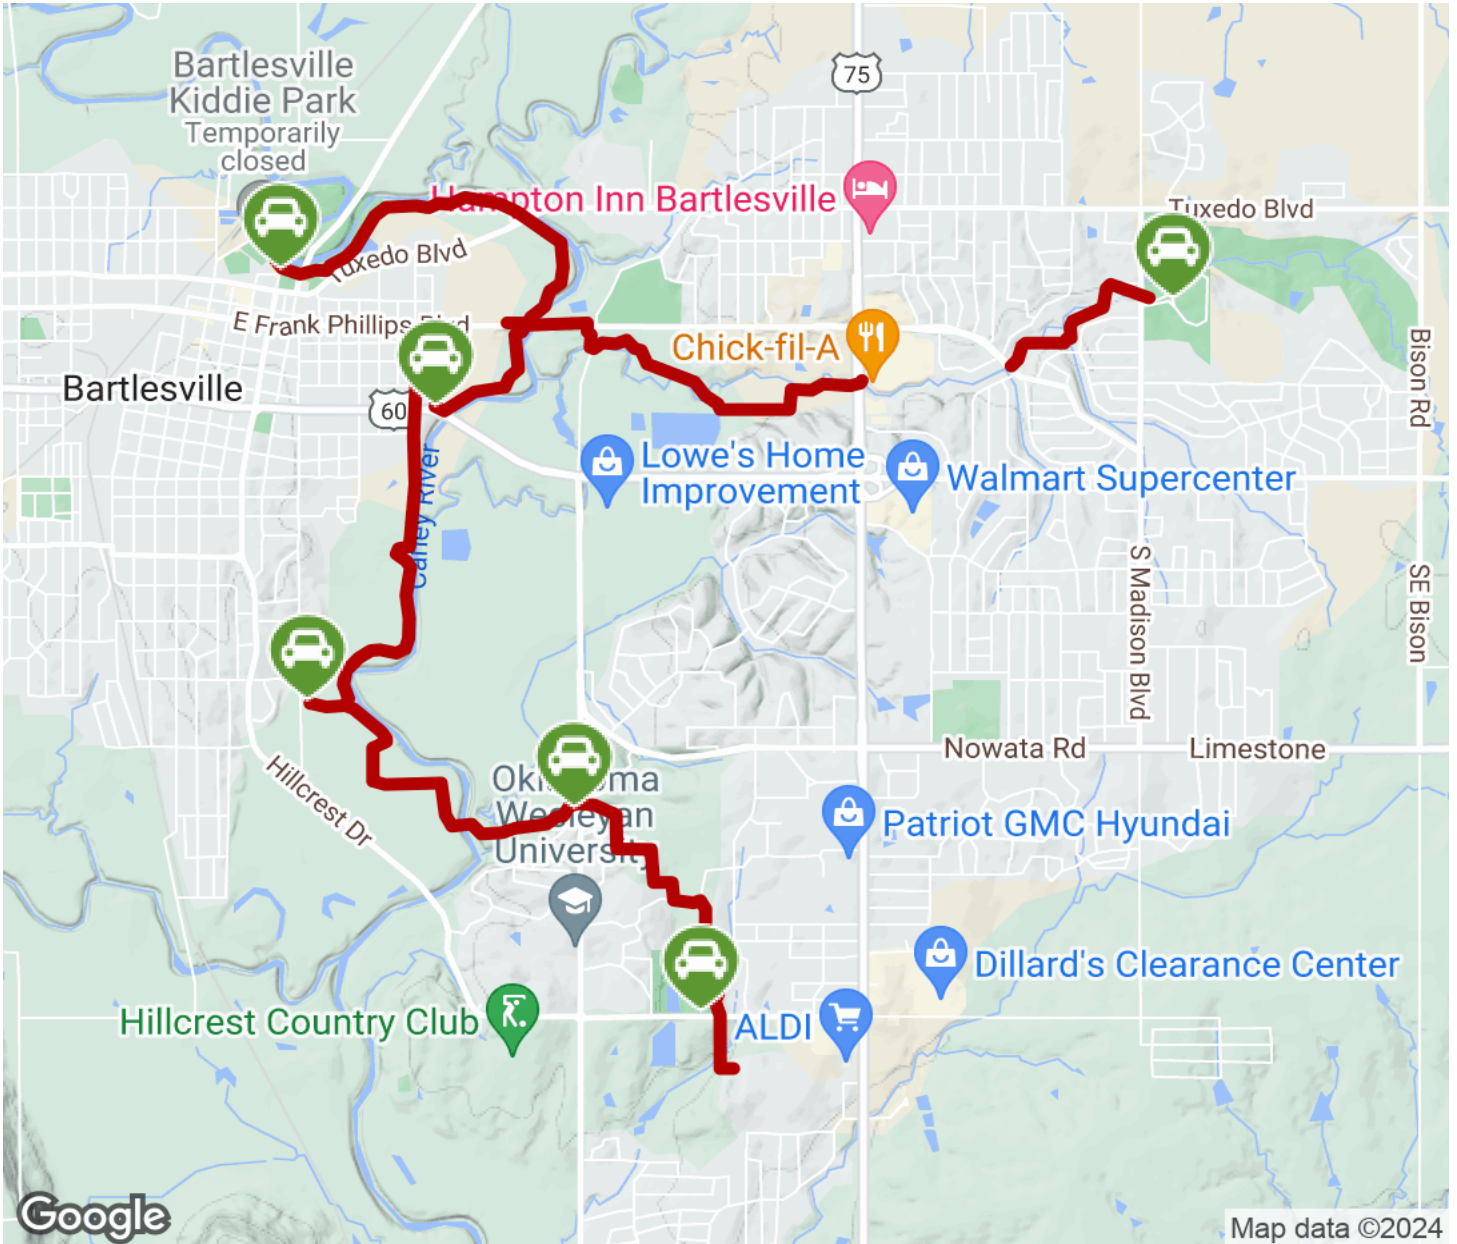 Bartlesville
Kiddie Park
Temporarily
closed
75
Hampton Inn Bartlesville
Tuxedo Blvd
Tuxedo Blvd
E Frank Phillips Blvd
Chick-fil-A
Bison Rd
Bartlesville
60
Caney River
Lowe's Home
Improvement
Walmart Supercenter
S Madison Blvd
SE Bison
Nowata Rd
Limestone
Hillcrest Dr
Oklahoma
Wesleyan
University
Patriot GMC Hyundai
Dillard's Clearance Center
Hillcrest Country Club
ALDI
Google
Map data ©2024